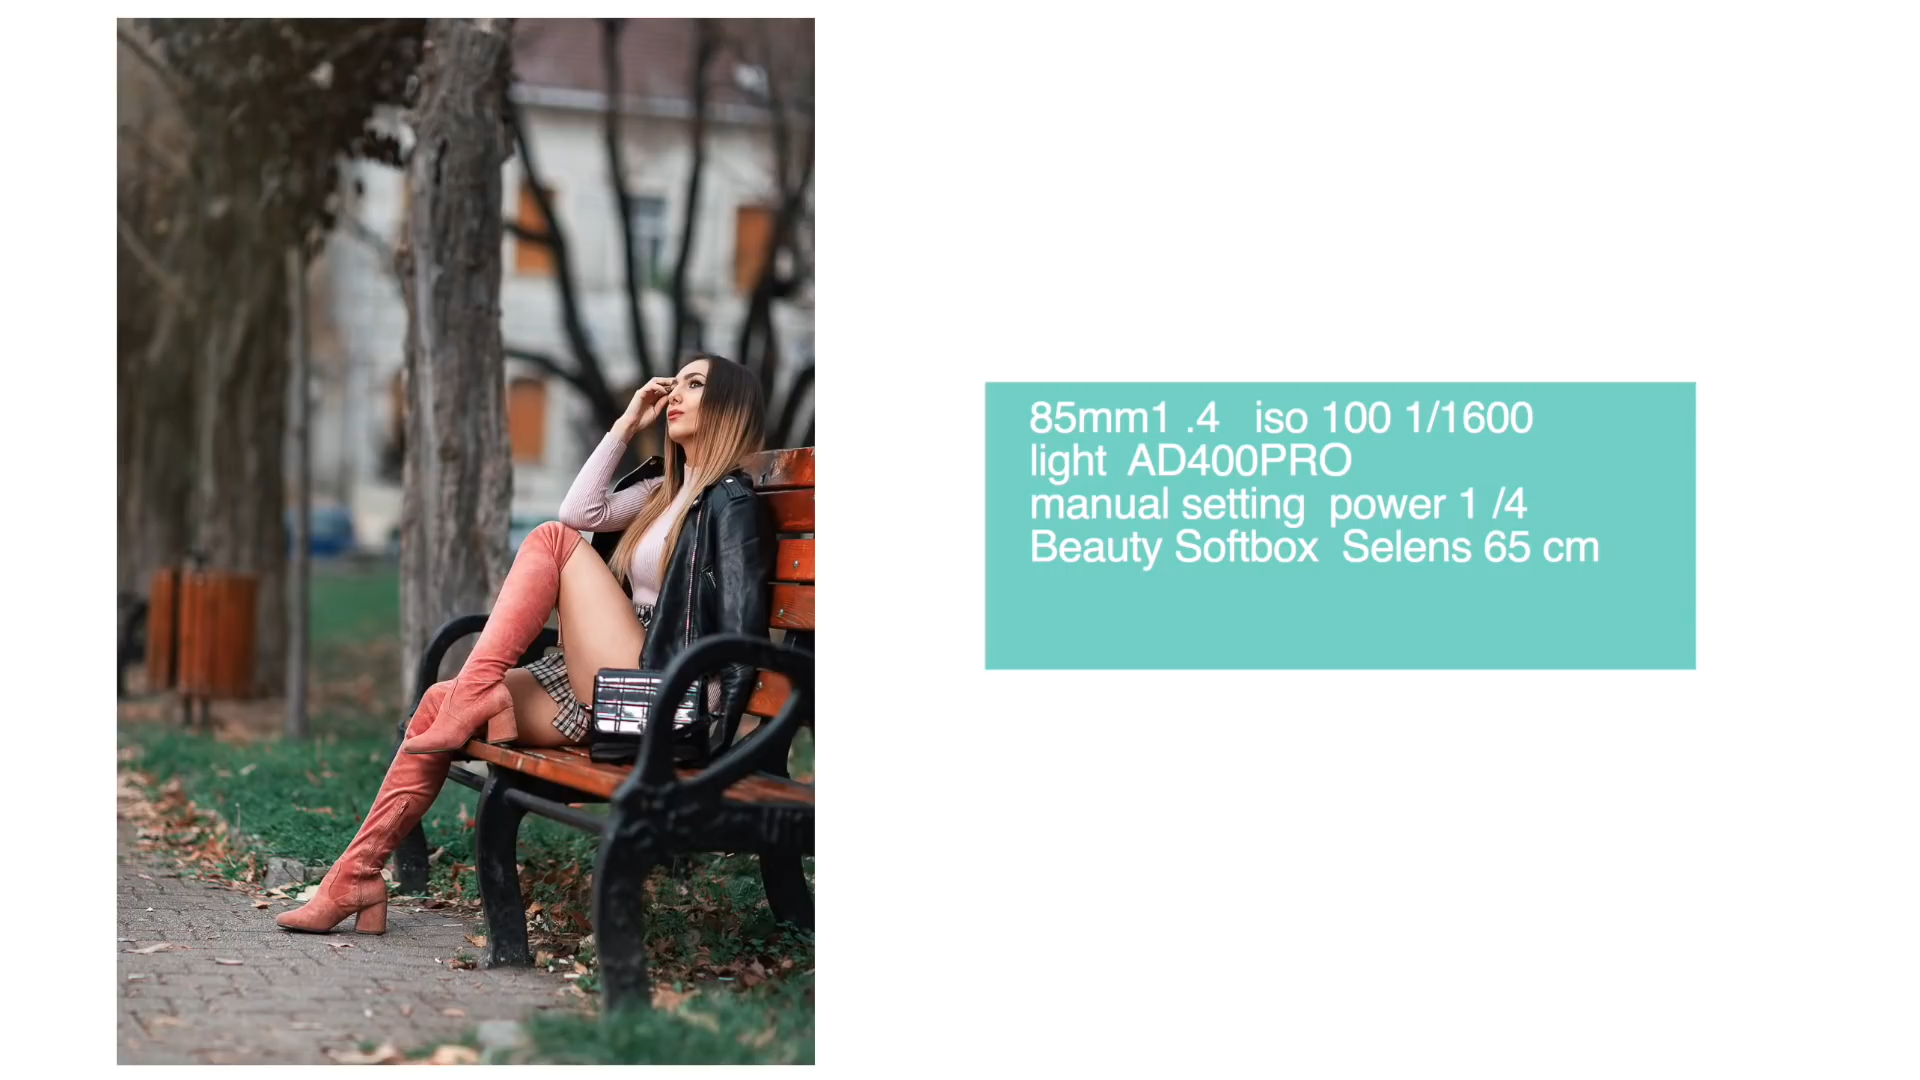 85mm1 .4 iso 100 1/1600
light AD400PRO
manual setting power 1 /4
Beauty Softbox Selens 65 cm